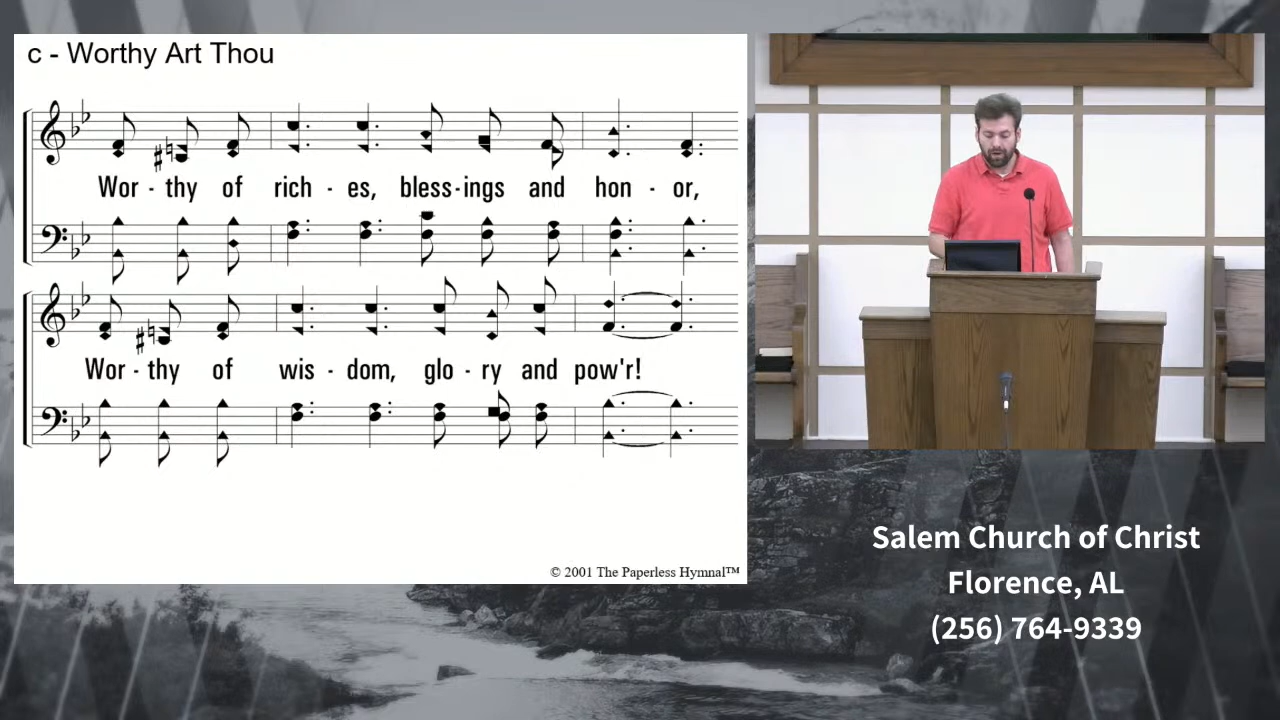 c - Worthy Art Thou
Wor - thy of rich - es, bless - ings and hon - or,
Wor - thy of wis - dom, glo - ry and pow'r!
© 2001 The Paperless Hymnal™
Salem Church of Christ
Florence, AL
(256) 764-9339